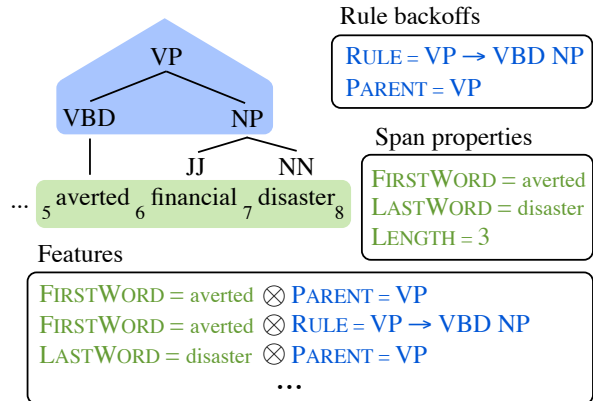 Rule backoffs
VP
RULE = VP → VBD NP
PARENT = VP
VBD NP
Span properties
JJ NN
FIRSTWORD = averted
LASTWORD = disaster
LENGTH = 3
... 5 averted 6 financial 7 disaster 8
Features
FIRSTWORD = averted ⊗ PARENT = VP
FIRSTWORD = averted ⊗ RULE = VP → VBD NP
LASTWORD = disaster ⊗ PARENT = VP
...